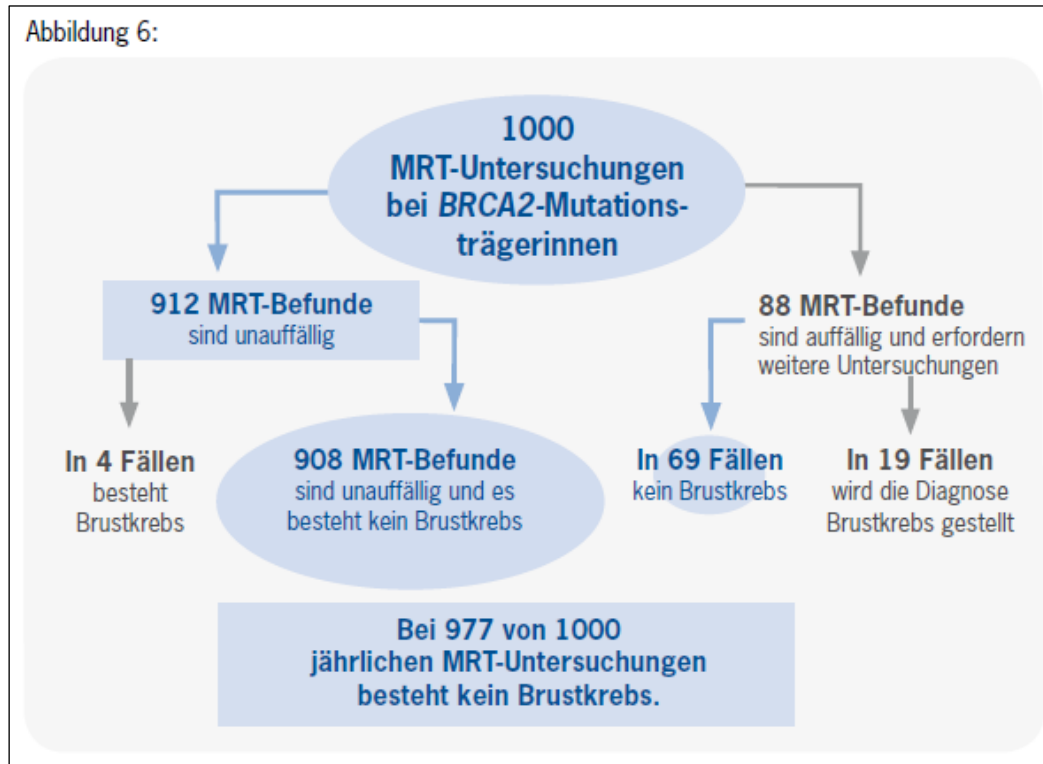 Abbildung 6:
1000
MRT-Untersuchungen
bei BRCA2-Mutations-
trägerinnen
912 MRT-Befunde
sind unauffällig
88 MRT-Befunde
sind auffällig und erfordern
weitere Untersuchungen
In 4 Fällen
besteht
Brustkrebs
908 MRT-Befunde
sind unauffällig und es
besteht kein Brustkrebs
In 69 Fällen
kein Brustkrebs
In 19 Fällen
wird die Diagnose
Brustkrebs gestellt
Bei 977 von 1000
jährlichen MRT-Untersuchungen
besteht kein Brustkrebs.